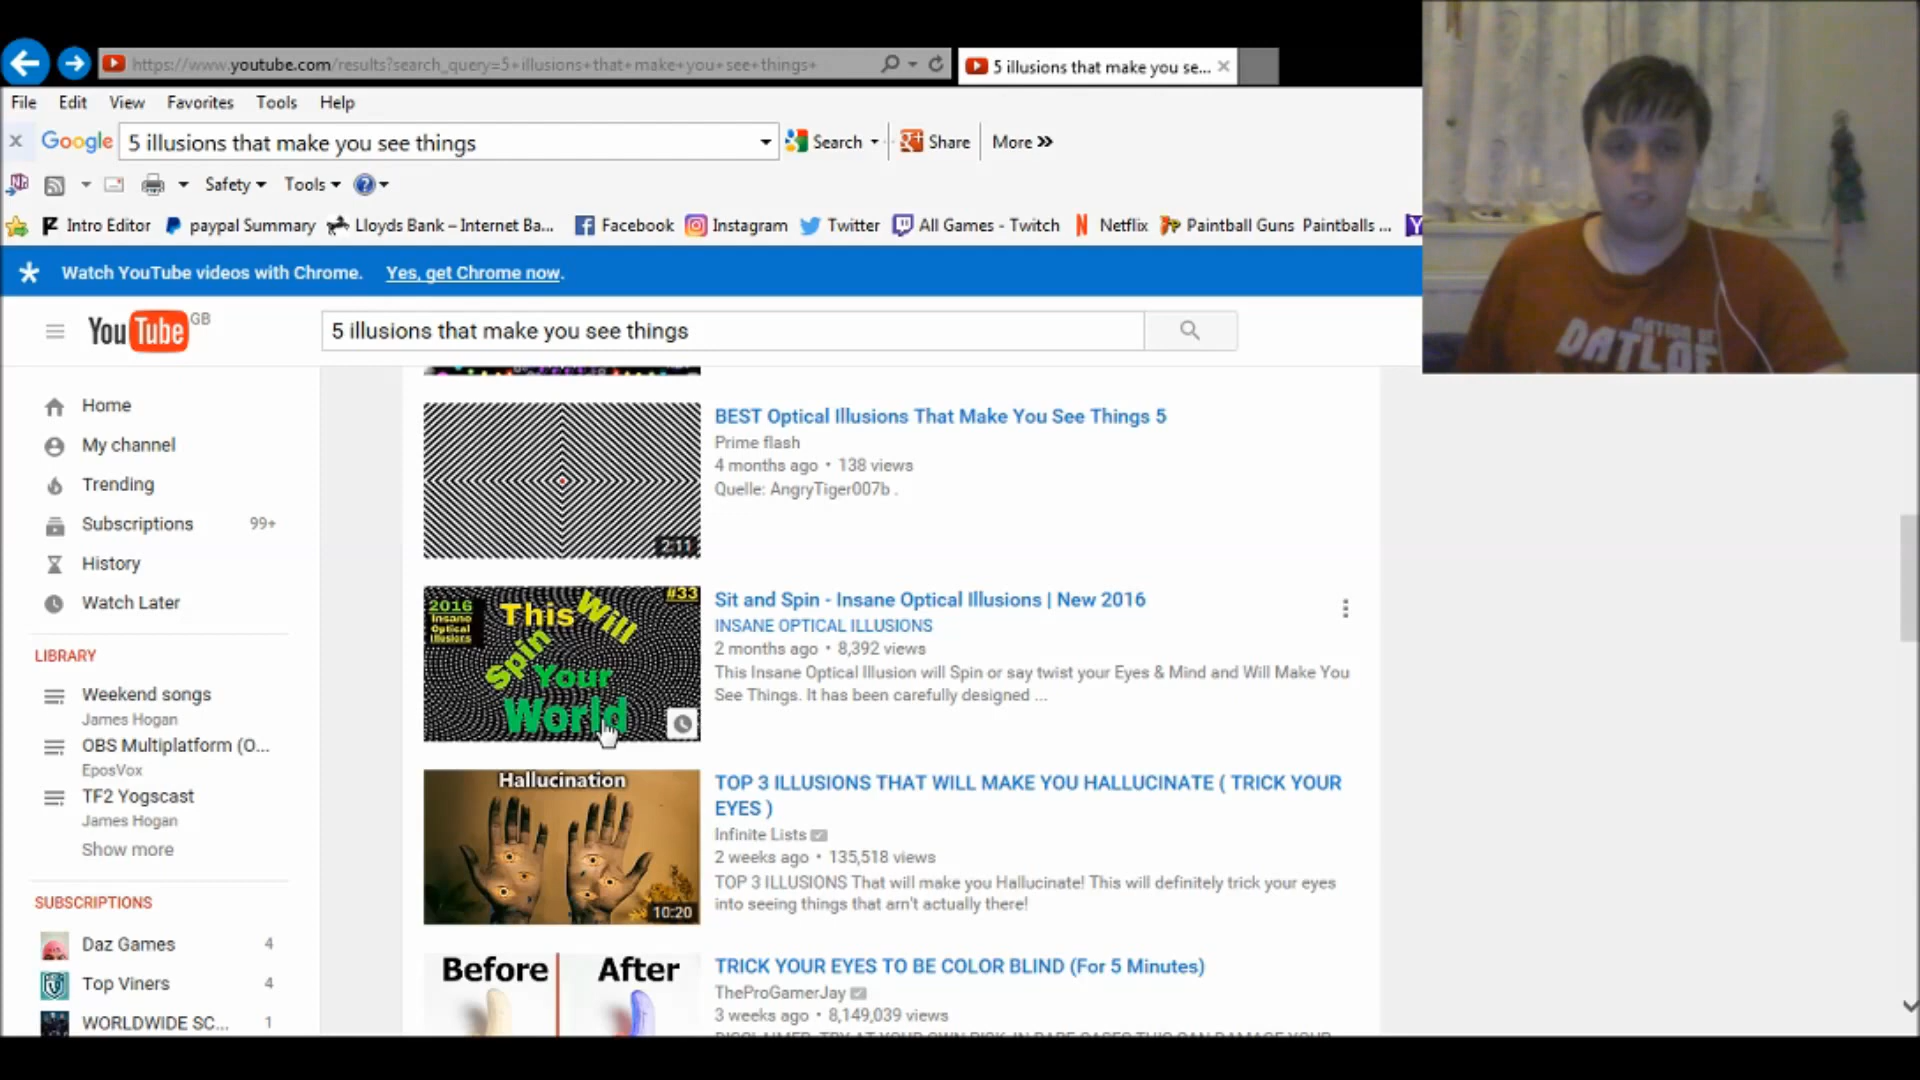 https://www.youtube.com/results?search_query=5+illusions+that+make+you+see+things+
5 illusions that make you se...
File Edit View Favorites Tools Help
Google 5 illusions that make you see things Search Share More »
Safety Tools
Intro Editor paypal Summary Lloyds Bank – Internet Ba... Facebook Instagram Twitter All Games - Twitch Netflix Paintball Guns Paintballs ...
Watch YouTube videos with Chrome. Yes, get Chrome now.
YouTube GB
5 illusions that make you see things
Home
My channel
Trending
Subscriptions 99+
History
Watch Later
LIBRARY
Weekend songs
James Hogan
OBS Multiplatform (O...
EposVox
TF2 Yogscast
James Hogan
Show more
SUBSCRIPTIONS
Daz Games 4
Top Viners 4
WORLDWIDE SC... 1
2:11
BEST Optical Illusions That Make You See Things 5
Prime flash
4 months ago • 138 views
Quelle: AngryTiger007b .
2016
Insane
Optical
Illusions
#33
This Will
Spin
Your
World
Sit and Spin - Insane Optical Illusions | New 2016
INSANE OPTICAL ILLUSIONS
2 months ago • 8,392 views
This Insane Optical Illusion will Spin or say twist your Eyes & Mind and Will Make You
See Things. It has been carefully designed ...
Hallucination
10:20
TOP 3 ILLUSIONS THAT WILL MAKE YOU HALLUCINATE ( TRICK YOUR
EYES )
Infinite Lists
2 weeks ago • 135,518 views
TOP 3 ILLUSIONS That will make you Hallucinate! This will definitely trick your eyes
into seeing things that arn't actually there!
Before After
TRICK YOUR EYES TO BE COLOR BLIND (For 5 Minutes)
TheProGamerJay
3 weeks ago • 8,149,039 views